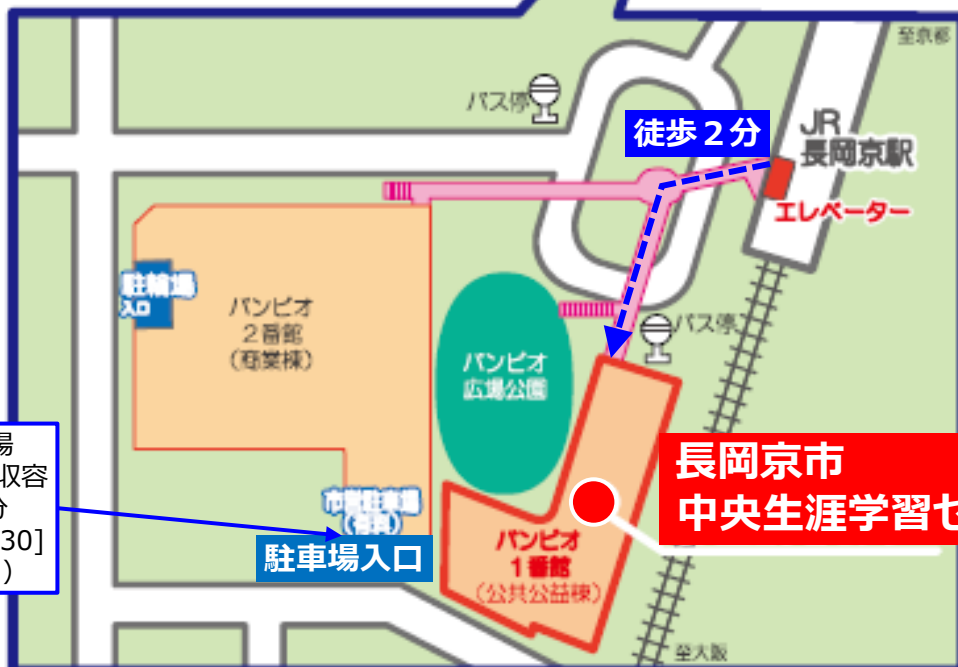 至京都
バス停
徒歩２分
JR
長岡京駅
エレベーター
駐輪場
入口
バンビオ
２番館
（商業棟）
バス停
バンビオ
広場公園
場
収容
分
30]
）
市営駐車場
（有料）
駐車場入口
長岡京市
中央生涯学習セ
バンビオ
１番館
（公共公益棟）
至大阪